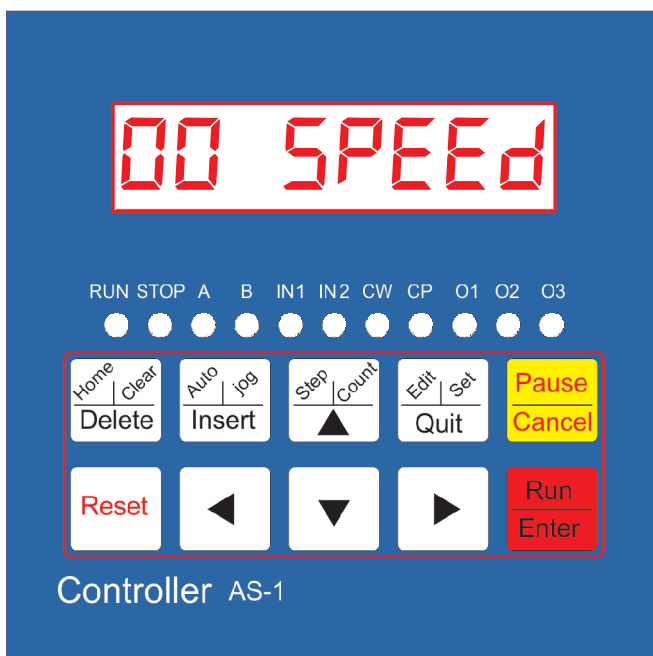 00 SPEEd
RUN STOP A B IN1 IN2 CW CP O1 O2 O3
Home Clear Auto jog Step Count Edit Set Pause
Delete Insert ▲ Quit Cancel
Reset ◀ ▼ ▶ Run
Enter
Controller AS-1